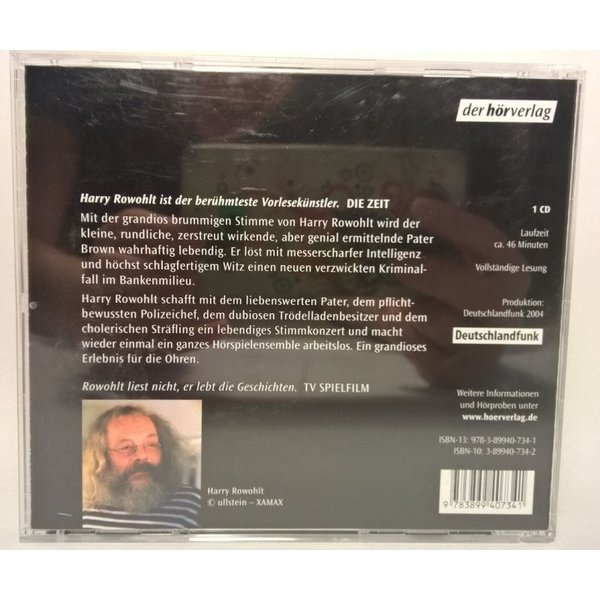 der hörverlag
Harry Rowohlt ist der berühmteste Vorlesekünstler. DIE ZEIT
Mit der grandios brummigen Stimme von Harry Rowohlt wird der
kleine, rundliche, zerstreut wirkende, aber genial ermittelnde Pater
Brown wahrhaftig lebendig. Er löst mit messerscharfer Intelligenz
und höchst schlagfertigem Witz einen neuen verzwickten Kriminal-
fall im Bankenmilieu.
Harry Rowohlt schafft mit dem liebenswerten Pater, dem pflicht-
bewussten Polizeichef, dem dubiosen Trödelladenbesitzer und dem
cholerischen Sträfling ein lebendiges Stimmkonzert und macht
wieder einmal ein ganzes Hörspielensemble arbeitslos. Ein grandioses
Erlebnis für die Ohren.
Rowohlt liest nicht, er lebt die Geschichten. TV SPIELFILM
Harry Rowohlt
© ullstein – XAMAX
1 CD
Laufzeit
ca. 46 Minuten
Vollständige Lesung
Produktion:
Deutschlandfunk 2004
Deutschlandfunk
Weitere Informationen
und Hörproben unter
www.hoerverlag.de
ISBN-13: 978-3-89940-734-1
ISBN-10: 3-89940-734-2
9 783899 407341